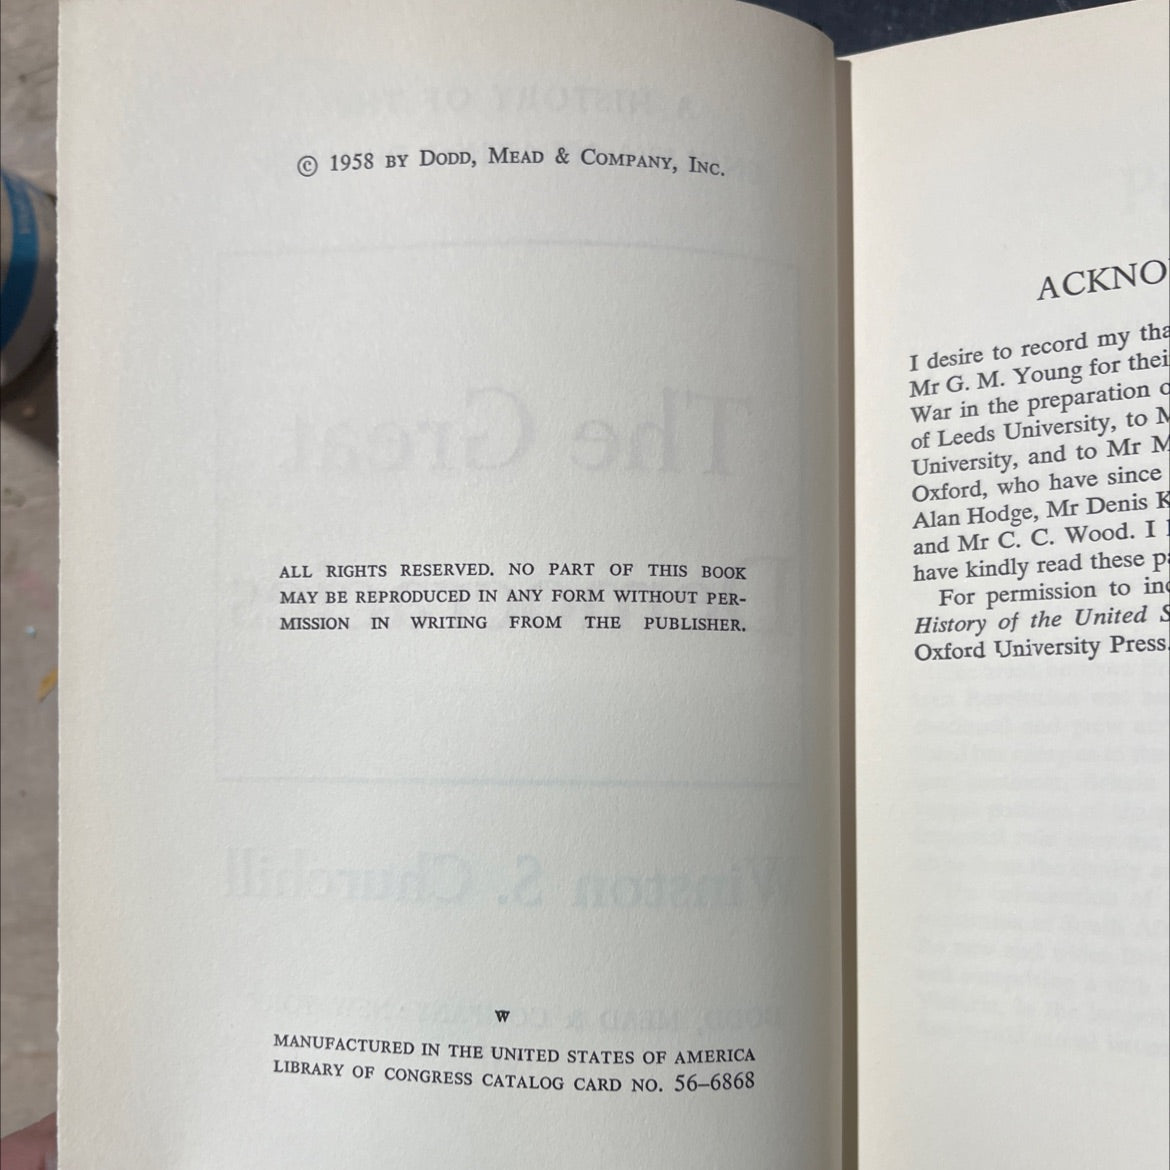 © 1958 BY DODD, MEAD & COMPANY, INC.
ALL RIGHTS RESERVED. NO PART OF THIS BOOK
MAY BE REPRODUCED IN ANY FORM WITHOUT PER-
MISSION IN WRITING FROM THE PUBLISHER.
W
MANUFACTURED IN THE UNITED STATES OF AMERICA
LIBRARY OF CONGRESS CATALOG CARD NO. 56–6868
ACKNO
I desire to record my tha
Mr G. M. Young for thei
War in the preparation o
of Leeds University, to M
University, and to Mr M
Oxford, who have since
Alan Hodge, Mr Denis K
and Mr C. C. Wood. I
have kindly read these pa
For permission to inc
History of the United S
Oxford University Press.